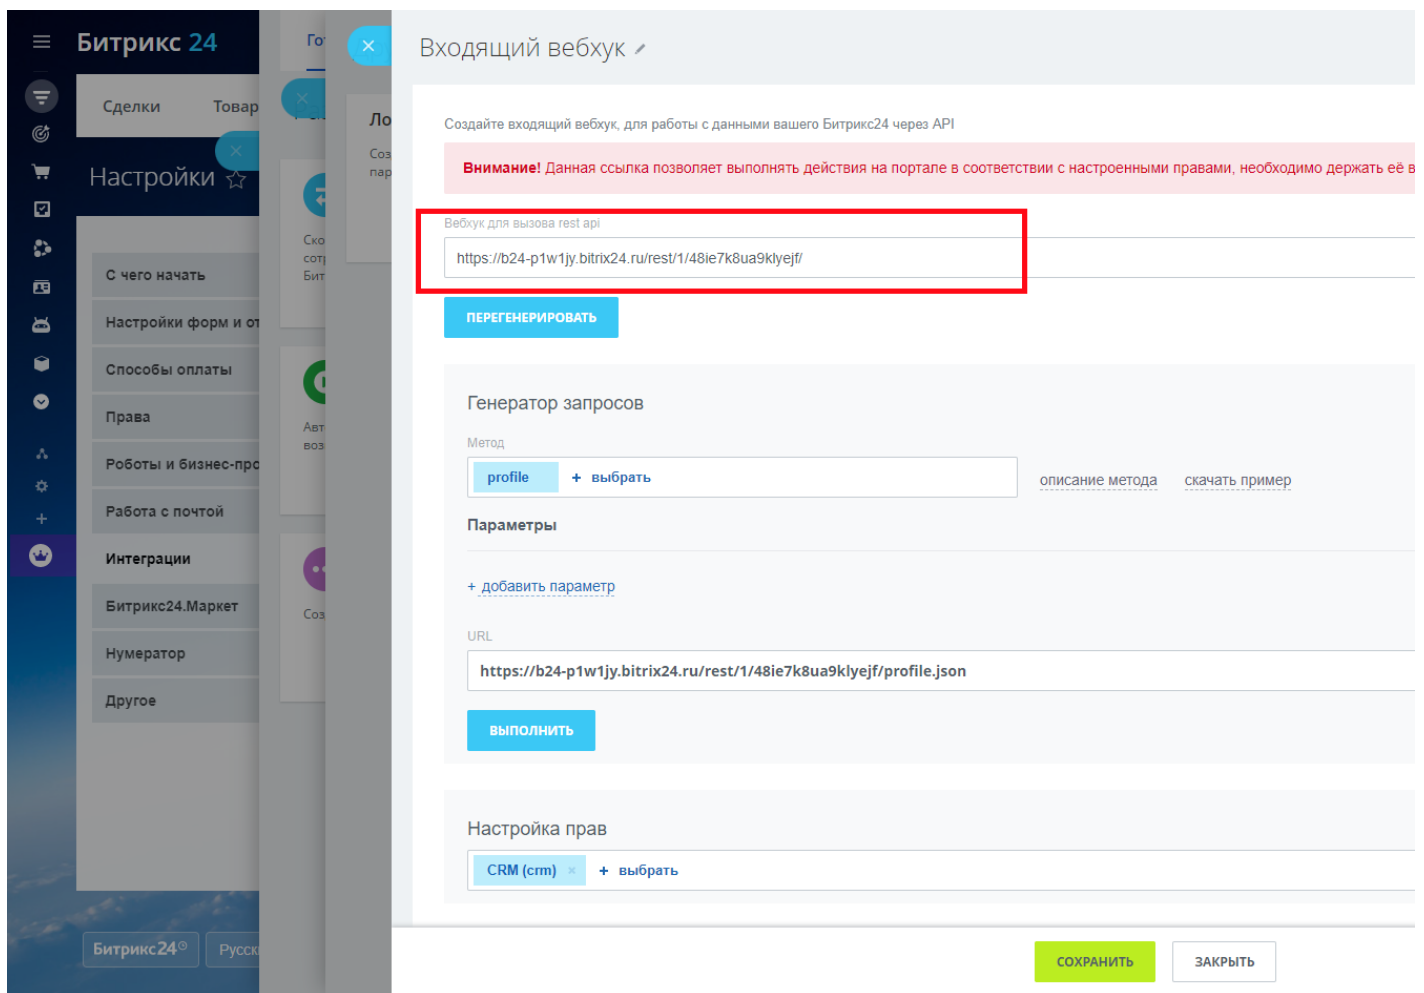 Битрикс 24
Сделки
Настройки
С чего начать
Настройки форм и
Способы оплаты
Права
Роботы и
Работа с почтой
Интеграции
Битрикс24.Маркет
Нумератор
Другое
Битрикс24
Входящий вебхук
Создайте входящий вебхук, для работы с данными вашего Битрикс24 через API
Внимание! Данная ссылка позволяет выполнять действия на портале в соответствии с настроенными правами, необходимо держать её в
Вебхук для вызова rest api
https://b24-p1w1jy.bitrix24.ru/rest/1/48ie7k8ua9klyejf/
ПЕРЕГЕНЕРИРОВАТЬ
Генератор запросов
Метод
profile + выбрать описание метода скачать пример
Параметры
+ добавить параметр
URL
https://b24-p1w1jy.bitrix24.ru/rest/1/48ie7k8ua9klyejf/profile.json
ВЫПОЛНИТЬ
Настройка прав
CRM (crm) × + выбрать
СОХРАНИТЬ ЗАКРЫТЬ